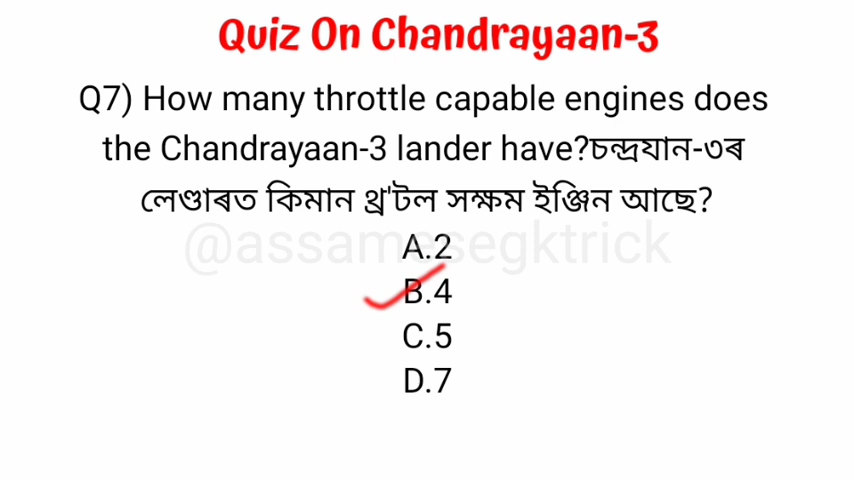 Quiz On Chandrayaan-3
Q7) How many throttle capable engines does
the Chandrayaan-3 lander have?চন্দ্ৰযান-৩ৰ
লেণ্ডাৰত কিমান থ্ৰ'টল সক্ষম ইঞ্জিন আছে?
@assamesegktrick
A.2
B.4
C.5
D.7